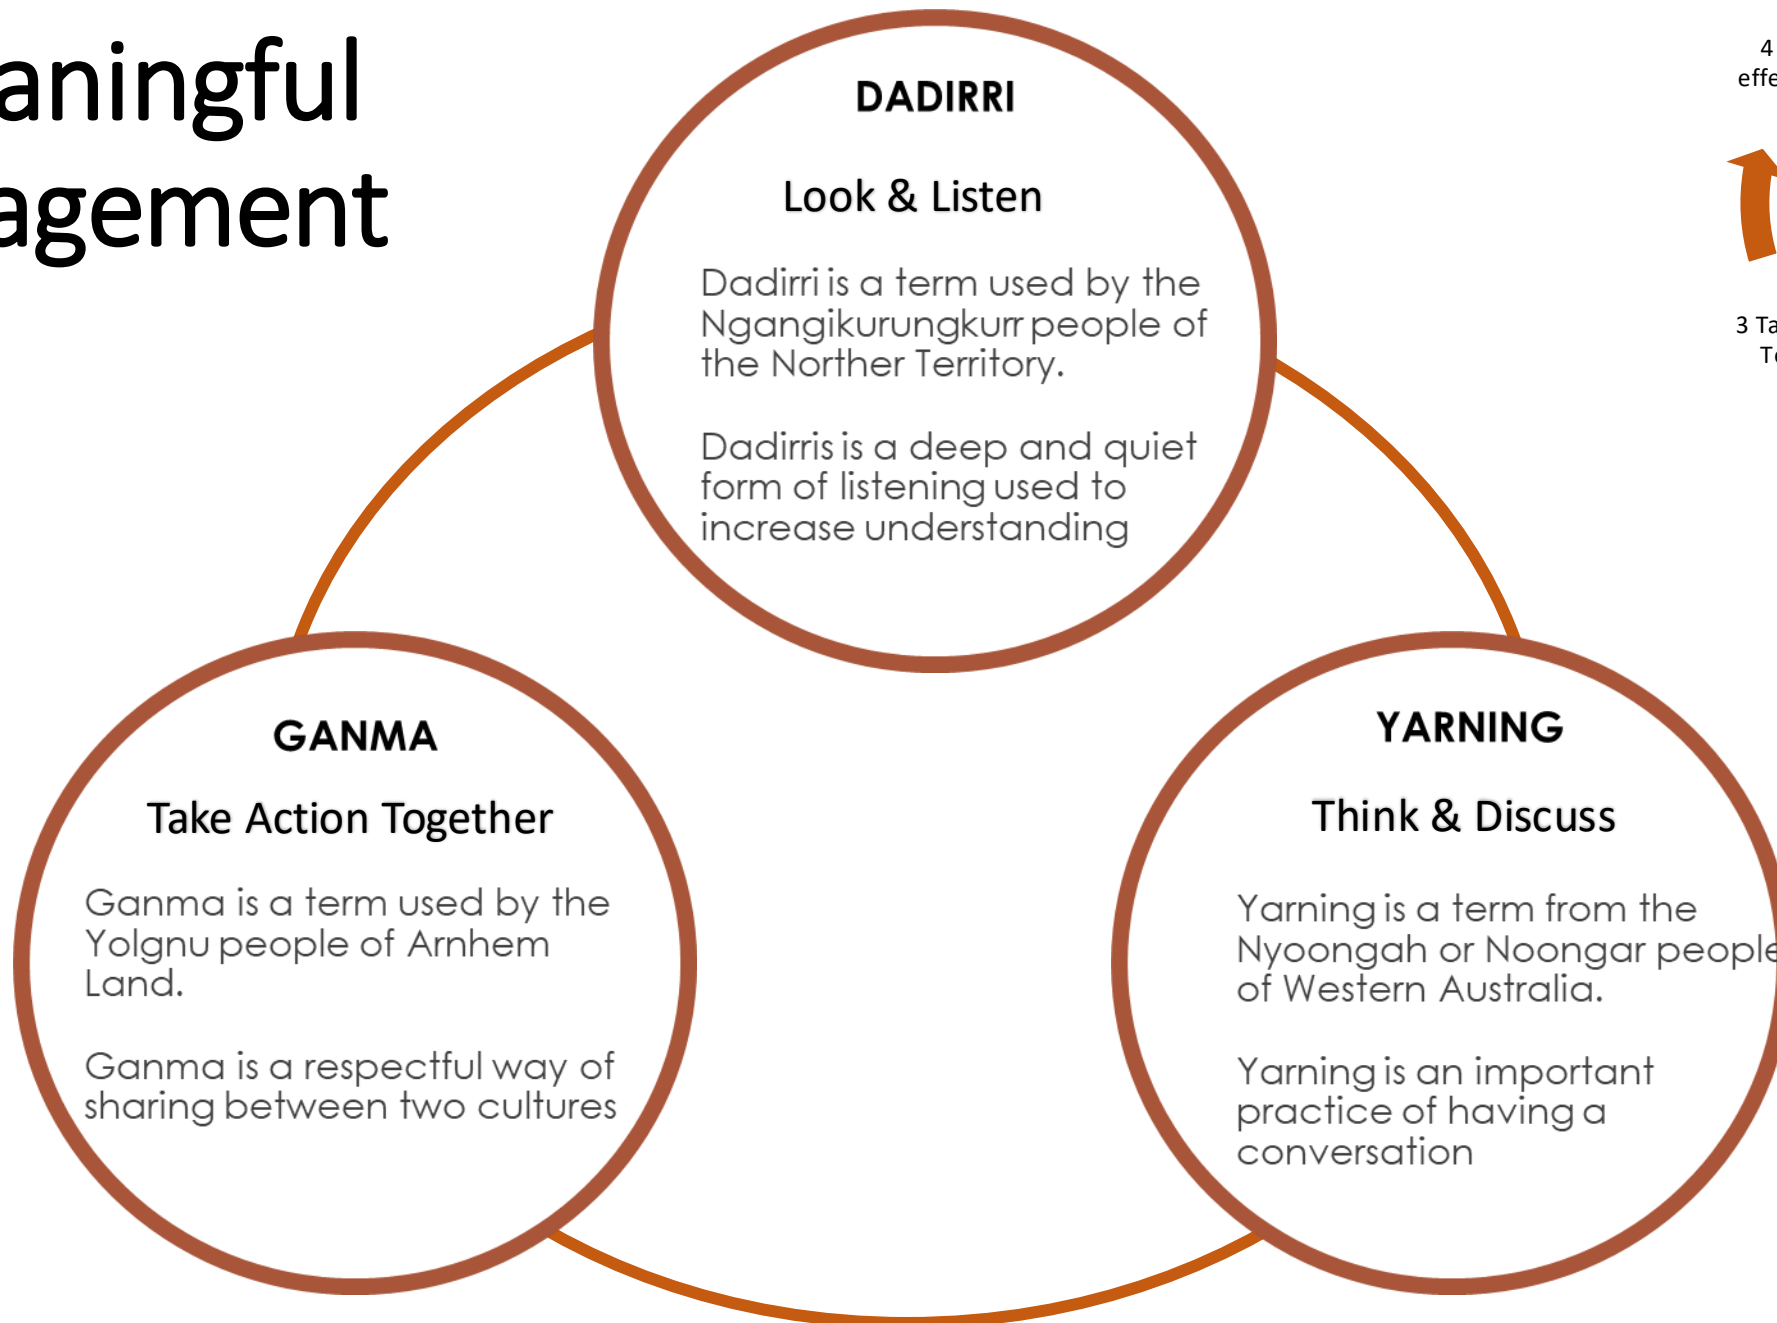 aningful
agement
DADIRRI
Look & Listen
Dadirri is a term used by the
Ngangikurungkurr people of
the Norther Territory.
Dadirris is a deep and quiet
form of listening used to
increase understanding
GANMA
Take Action Together
Ganma is a term used by the
Yolgnu people of Arnhem
Land.
Ganma is a respectful way of
sharing between two cultures
YARNING
Think & Discuss
Yarning is a term from the
Nyoongah or Noongar people
of Western Australia.
Yarning is an important
practice of having a
conversation
4
effe
3 Ta
T